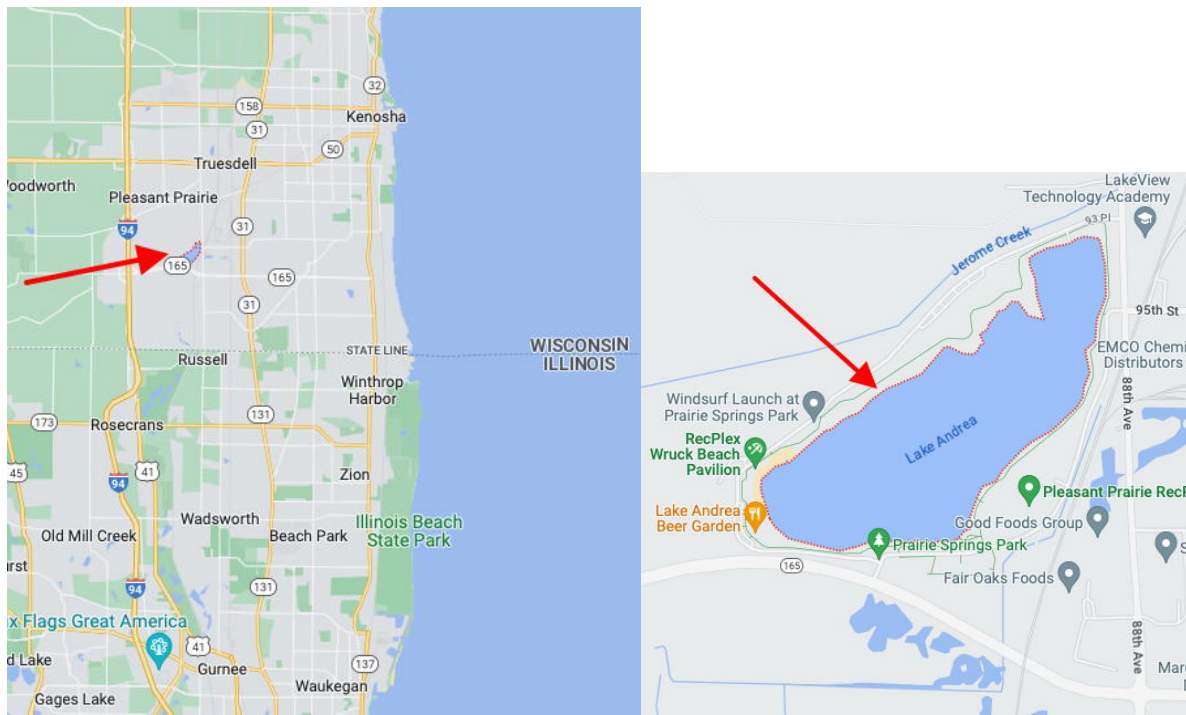 32
158
Kenosha
31
50
Truesdell
Woodworth
Pleasant Prairie
94
31
165
165
31
Russell
STATE LINE
WISCONSIN
ILLINOIS
Winthrop
Harbor
131
173
Rosecrans
41
45
94
Zion
Wadsworth
Illinois Beach
State Park
Old Mill Creek
Beach Park
131
94
x Flags Great America
41
d Lake
Gurnee
137
Waukegan
Gages Lake
LakeView
Technology Academy
93 Pl
Jerome Creek
95th St
EMCO Chemi
Distributors
88th Ave
Windsurf Launch at
Prairie Springs Park
RecPlex
Wruck Beach
Pavilion
Lake Andrea
Pleasant Prairie RecP
Lake Andrea
Beer Garden
Good Foods Group
Prairie Springs Park
S
165
Fair Oaks Foods
88th Ave
Mar